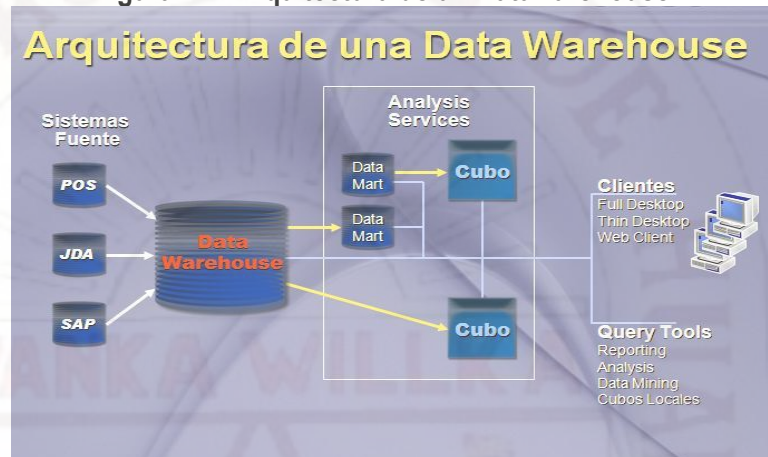 Arquitectura de una Data Warehouse
Sistemas
Fuente
POS
JDA
SAP
Data
Warehouse
Analysis
Services
Data
Mart
Cubo
Data
Mart
Cubo
Clientes
Full Desktop
Thin Desktop
Web Client
Query Tools
Reporting
Analysis
Data Mining
Cubos Locales